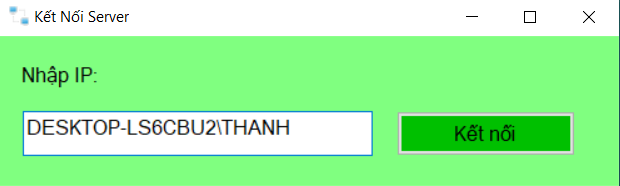 Kết Nối Server
Nhập IP:
DESKTOP-LS6CBU2\THANH
Kết nối